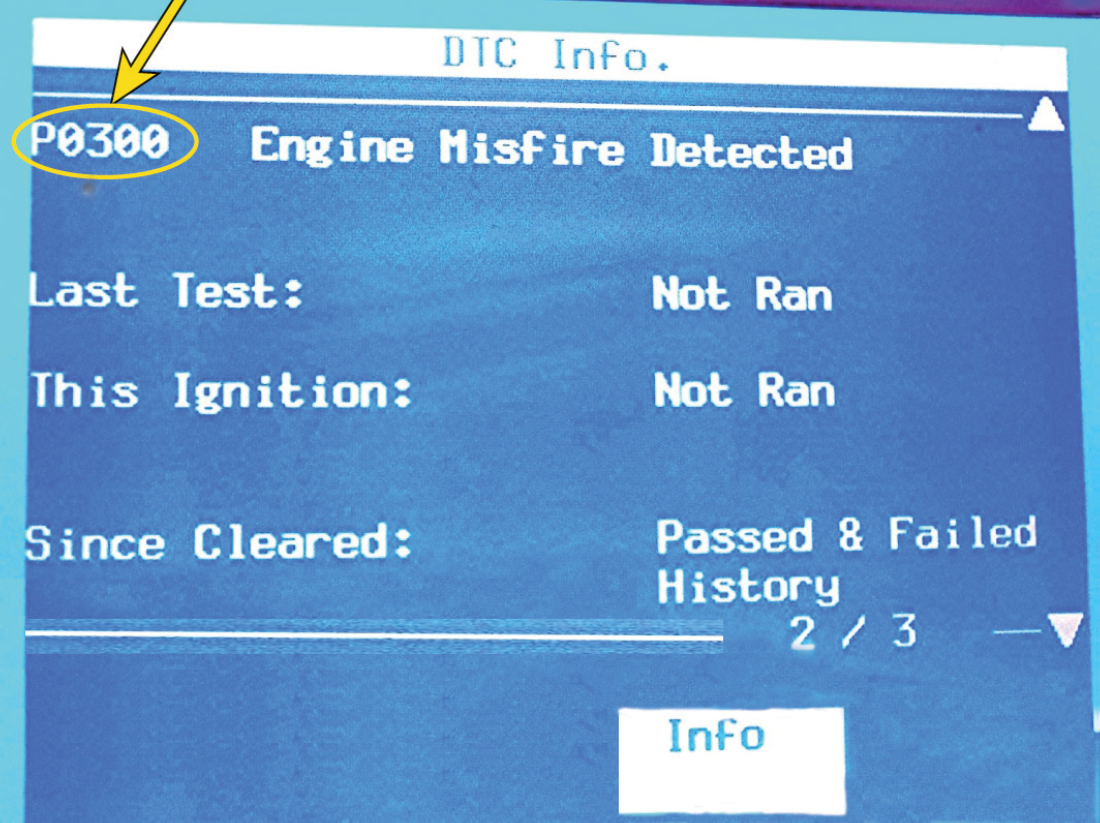 DTC Info.
P0300 Engine Misfire Detected
Last Test: Not Ran
This Ignition: Not Ran
Since Cleared: Passed & Failed
History
2 / 3
Info